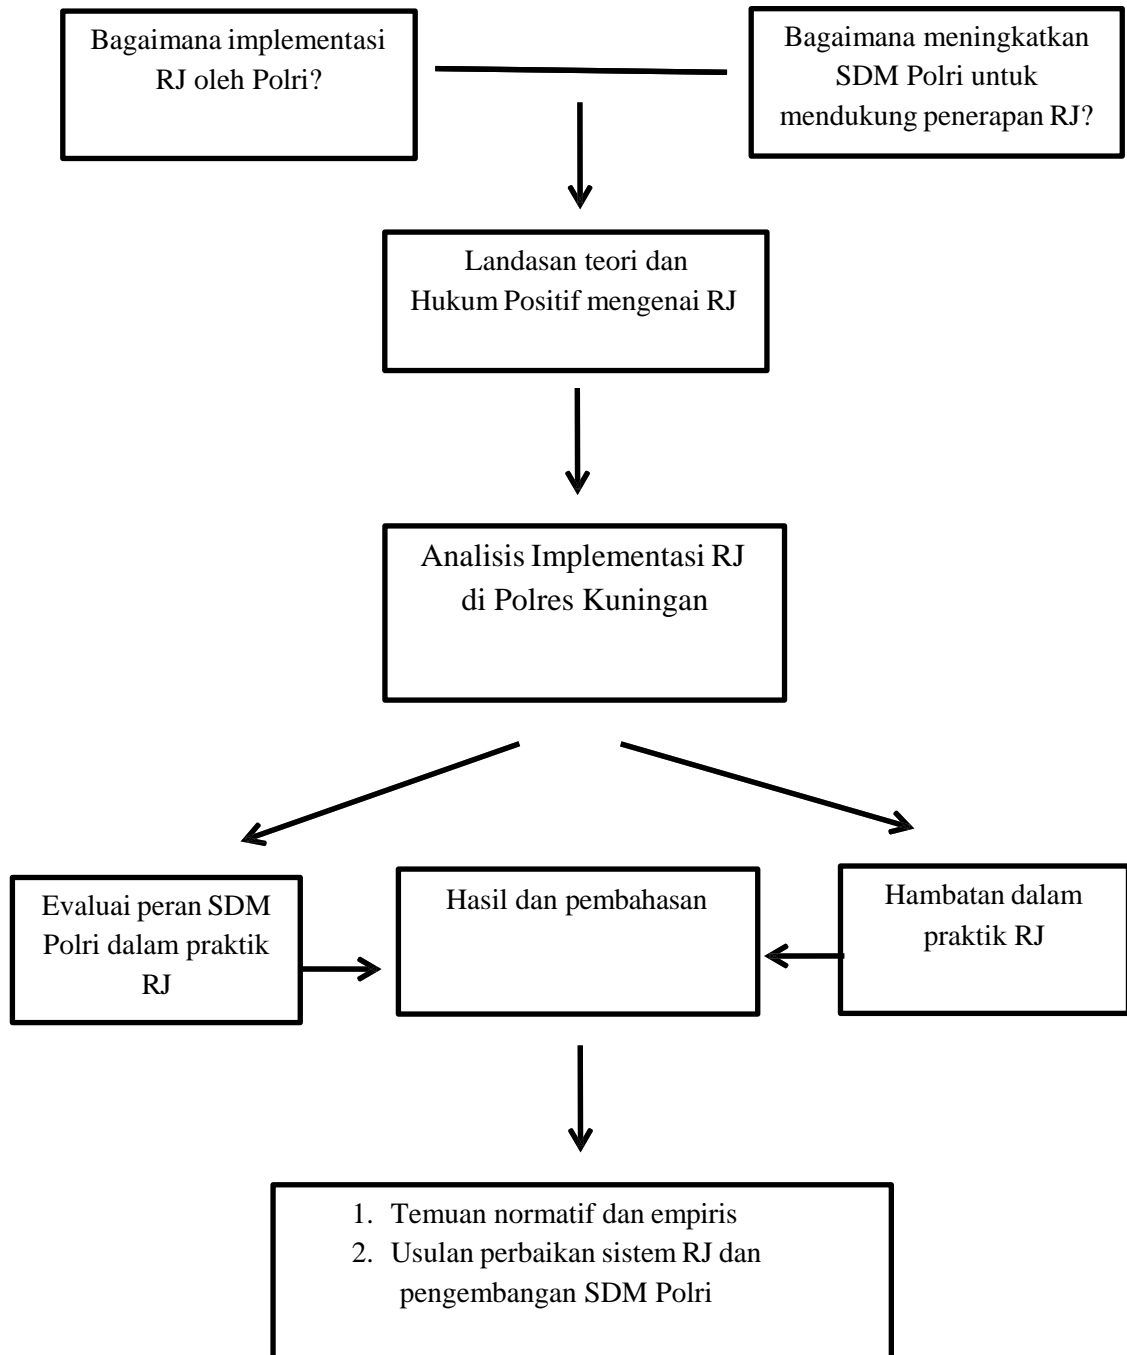 Bagaimana implementasi
RJ oleh Polri?
Bagaimana meningkatkan
SDM Polri untuk
mendukung penerapan RJ?
Landasan teori dan
Hukum Positif mengenai RJ
Analisis Implementasi RJ
di Polres Kuningan
Evaluai peran SDM
Polri dalam praktik
RJ
Hasil dan pembahasan
Hambatan dalam
praktik RJ
1. Temuan normatif dan empiris
2. Usulan perbaikan sistem RJ dan
pengembangan SDM Polri